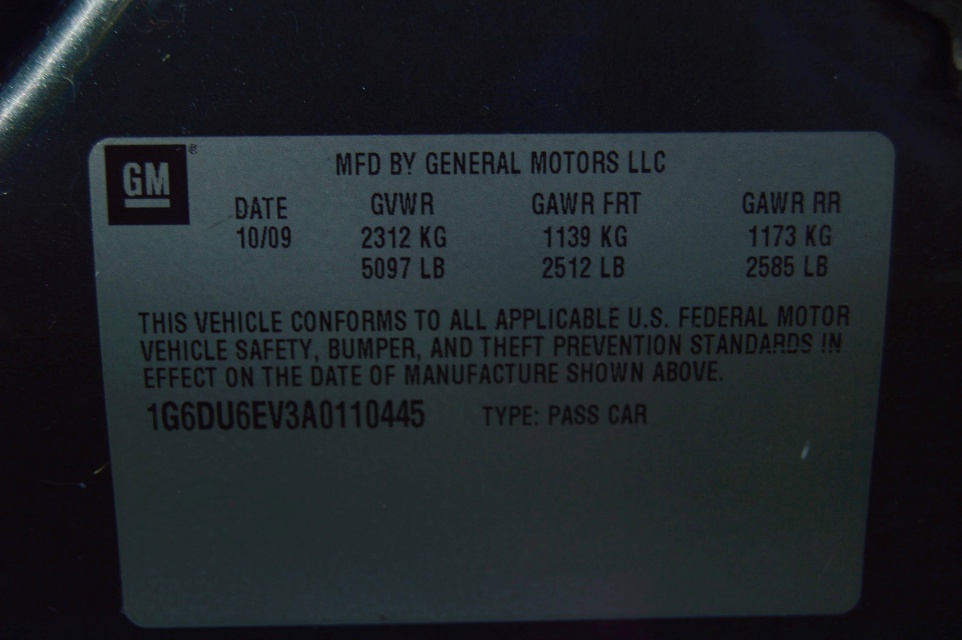 GM®
MFD BY GENERAL MOTORS LLC
DATE GVWR GAWR FRT GAWR RR
10/09 2312 KG 1139 KG 1173 KG
5097 LB 2512 LB 2585 LB
THIS VEHICLE CONFORMS TO ALL APPLICABLE U.S. FEDERAL MOTOR
VEHICLE SAFETY, BUMPER, AND THEFT PREVENTION STANDARDS IN
EFFECT ON THE DATE OF MANUFACTURE SHOWN ABOVE.
1G6DU6EV3A0110445 TYPE: PASS CAR